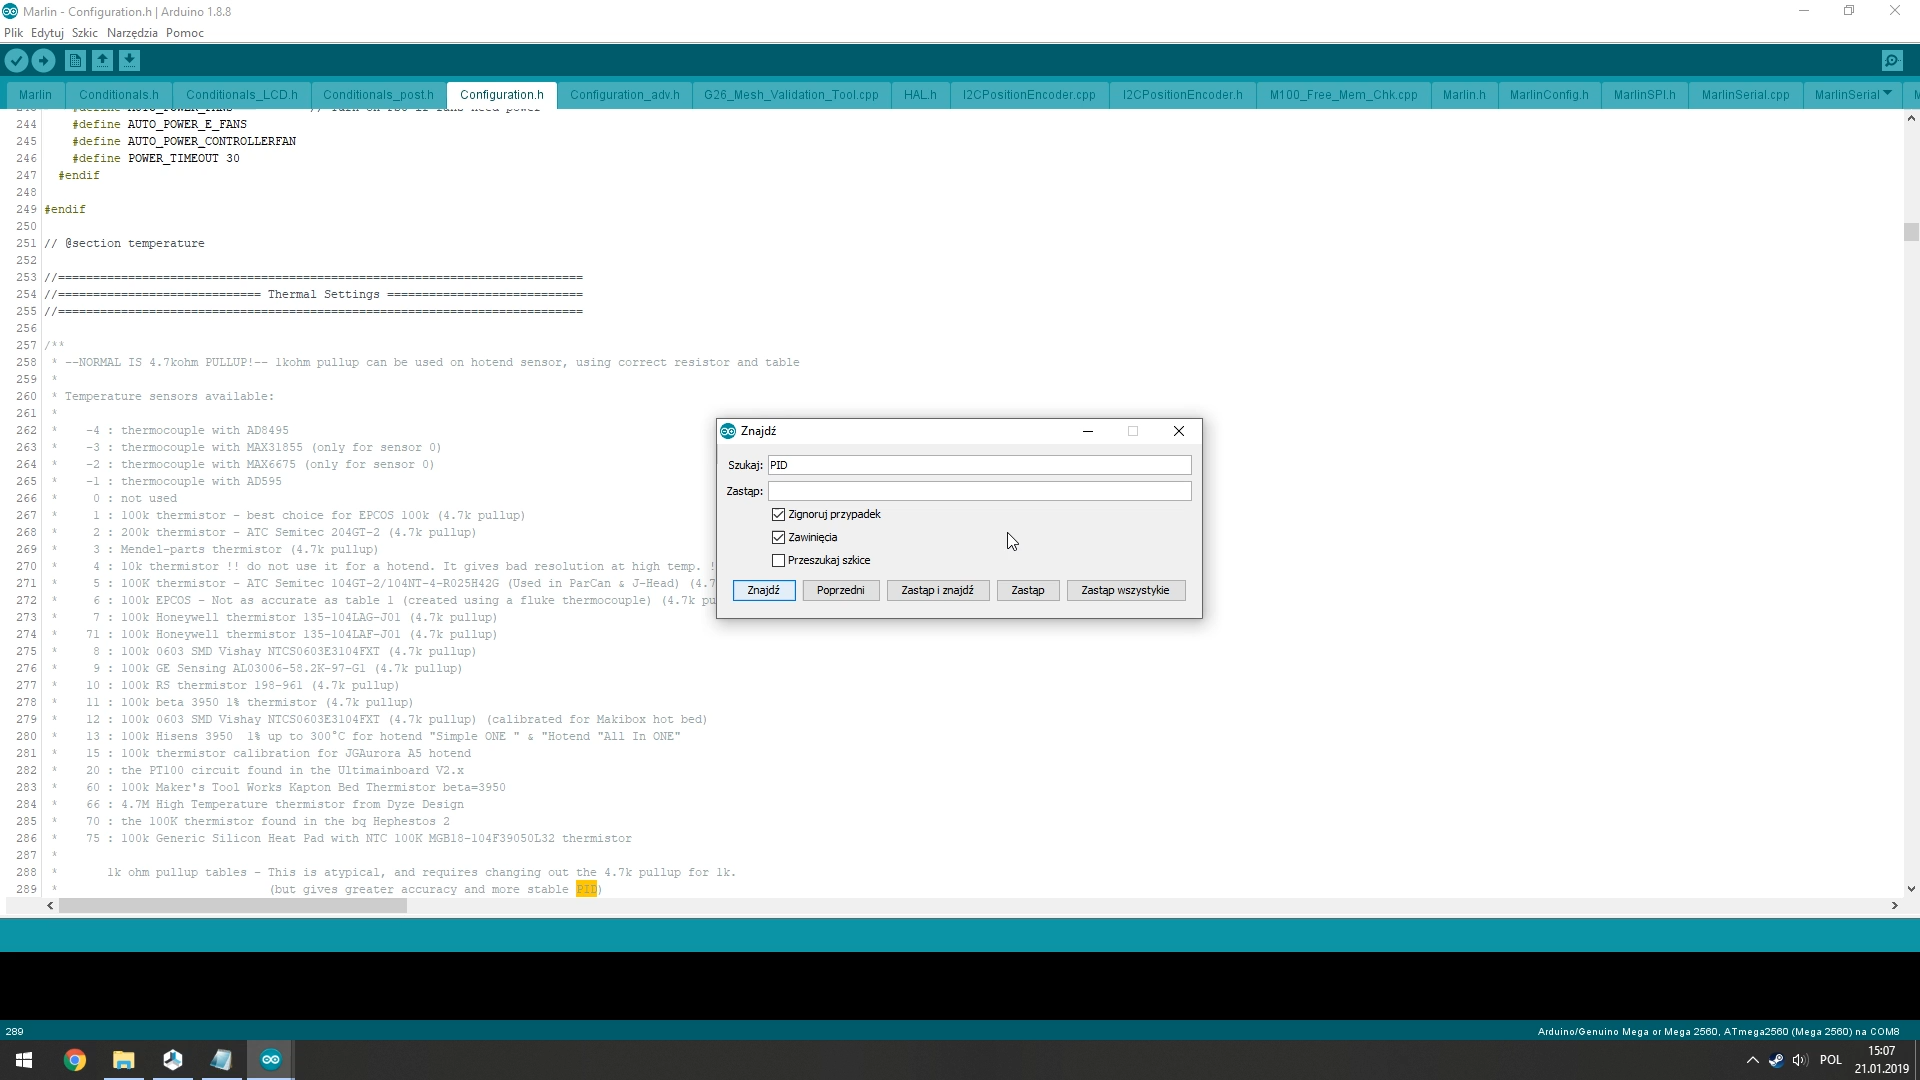 Marlin - Configuration.h | Arduino 1.8.8
Plik Edytuj Szkic Narzędzia Pomoc
Marlin Conditionals.h Conditionals_LCD.h Conditionals_post.h Configuration.h Configuration_adv.h G26_Mesh_Validation_Tool.cpp HAL.h I2CPositionEncoder.cpp I2CPositionEncoder.h M100_Free_Mem_Chk.cpp Marlin.h MarlinConfig.h MarlinSPI.h MarlinSerial.cpp MarlinSerial
244 #define AUTO_POWER_E_FANS
245 #define AUTO_POWER_CONTROLLERFAN
246 #define POWER_TIMEOUT 30
247 #endif
248
249 #endif
250
251 // @section temperature
252
253 //===========================================================================
254 //============================= Thermal Settings ============================
255 //===========================================================================
256
257 /**
258 * --NORMAL IS 4.7kohm PULLUP!-- 1kohm pullup can be used on hotend sensor, using correct resistor and table
259 *
260 * Temperature sensors available:
261 *
262 * -4 : thermocouple with AD8495
263 * -3 : thermocouple with MAX31855 (only for sensor 0)
264 * -2 : thermocouple with MAX6675 (only for sensor 0)
265 * -1 : thermocouple with AD595
266 * 0 : not used
267 * 1 : 100k thermistor - best choice for EPCOS 100k (4.7k pullup)
268 * 2 : 200k thermistor - ATC Semitec 204GT-2 (4.7k pullup)
269 * 3 : Mendel-parts thermistor (4.7k pullup)
270 * 4 : 10k thermistor !! do not use it for a hotend. It gives bad resolution at high temp. !
271 * 5 : 100K thermistor - ATC Semitec 104GT-2/104NT-4-R025H42G (Used in ParCan & J-Head) (4.7
272 * 6 : 100k EPCOS - Not as accurate as table 1 (created using a fluke thermocouple) (4.7k pu
273 * 7 : 100k Honeywell thermistor 135-104LAG-J01 (4.7k pullup)
274 * 71 : 100k Honeywell thermistor 135-104LAF-J01 (4.7k pullup)
275 * 8 : 100k 0603 SMD Vishay NTCS0603E3104FXT (4.7k pullup)
276 * 9 : 100k GE Sensing AL03006-58.2K-97-G1 (4.7k pullup)
277 * 10 : 100k RS thermistor 198-961 (4.7k pullup)
278 * 11 : 100k beta 3950 1% thermistor (4.7k pullup)
279 * 12 : 100k 0603 SMD Vishay NTCS0603E3104FXT (4.7k pullup) (calibrated for Makibox hot bed)
280 * 13 : 100k Hisens 3950 1% up to 300°C for hotend "Simple ONE " & "Hotend "All In ONE"
281 * 15 : 100k thermistor calibration for JGAurora A5 hotend
282 * 20 : the PT100 circuit found in the Ultimainboard V2.x
283 * 60 : 100k Maker's Tool Works Kapton Bed Thermistor beta=3950
284 * 66 : 4.7M High Temperature thermistor from Dyze Design
285 * 70 : the 100K thermistor found in the bq Hephestos 2
286 * 75 : 100k Generic Silicon Heat Pad with NTC 100K MGB18-104F39050L32 thermistor
287 *
288 * 1k ohm pullup tables - This is atypical, and requires changing out the 4.7k pullup for 1k.
289 * (but gives greater accuracy and more stable PID)
Znajdź
Szukaj: PID
Zastąp:
Zignoruj przypadek
Zawinięcia
Przeszukaj szkice
Znajdź Poprzedni Zastąp i znajdź Zastąp Zastąp wszystykie
289 Arduino/Genuino Mega or Mega 2560, ATmega2560 (Mega 2560) na COM8
POL 15:07
21.01.2019